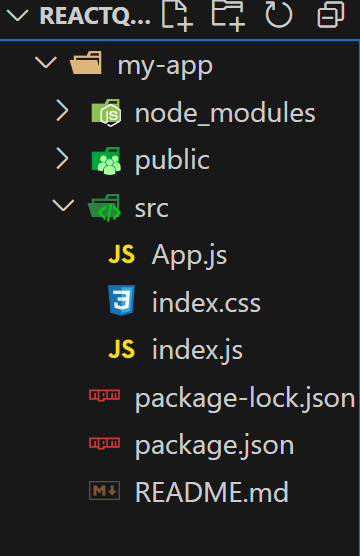 REACTQ...
my-app
node_modules
public
src
JS App.js
index.css
JS index.js
package-lock.json
package.json
README.md